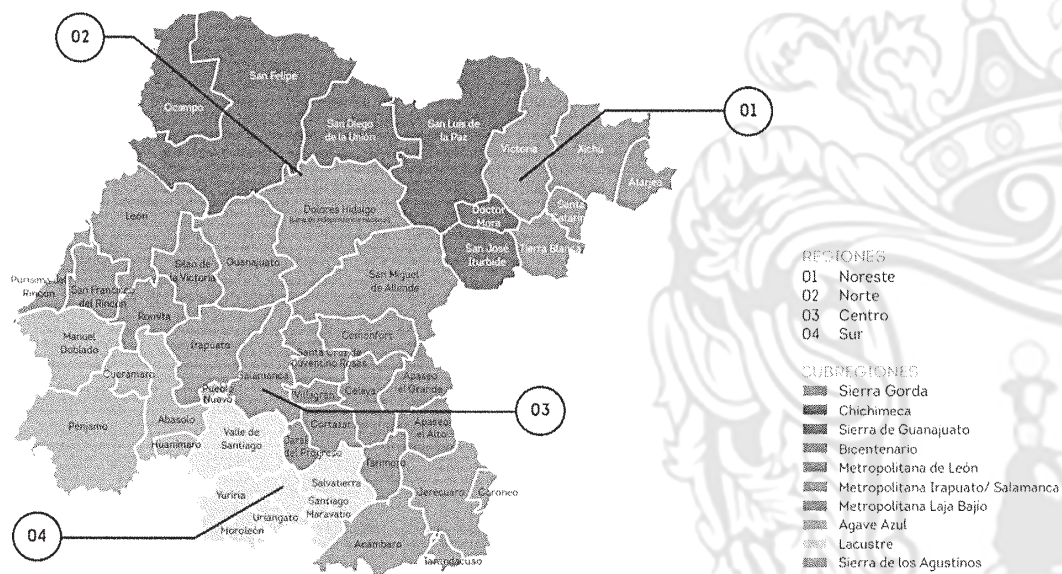 02
San Felipe
Ocampo
San Diego
de la Unión
San Luis de
la Paz
01
Victoria
Xichú
Atarjea
Santa
Catarina
Doctor
Mora
San José
Iturbide
Tierra Blanca
León
Dolores Hidalgo
Guanajuato
Silao de
la Victoria
San Miguel
de Allende
Purísima del
Rincón
San Francisco
del Rincón
Romita
Manuel
Doblado
Irapuato
Comonfort
Santa Cruz de
Juventino Rosas
Salamanca
Cuerámaro
Pueblo
Nuevo
Villagrán
Celaya
Apaseo
el Grande
03
Pénjamo
Abasolo
Huanímaro
Valle de
Santiago
Cortazar
Apaseo
el Alto
Jaral
del Progreso
Tarimoro
Salvatierra
Jerécuaro
Coroneo
Yuriria
Santiago
Maravatío
Uriangato
Moroleón
04
Acámbaro
Tarandacuao
REGIONES
01 Noreste
02 Norte
03 Centro
04 Sur
SUBREGIONES
Sierra Gorda
Chichimeca
Sierra de Guanajuato
Bicentenario
Metropolitana de León
Metropolitana Irapuato/ Salamanca
Metropolitana Laja Bajío
Agave Azul
Lacustre
Sierra de los Agustinos